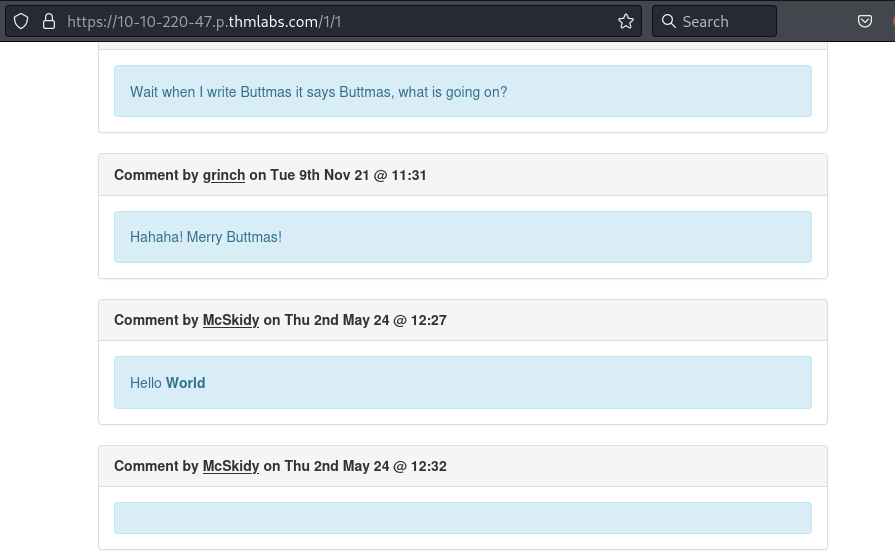 https://10-10-220-47.p.thmlabs.com/1/1
Search
Wait when I write Buttmas it says Buttmas, what is going on?
Comment by grinch on Tue 9th Nov 21 @ 11:31
Hahaha! Merry Buttmas!
Comment by McSkidy on Thu 2nd May 24 @ 12:27
Hello World
Comment by McSkidy on Thu 2nd May 24 @ 12:32